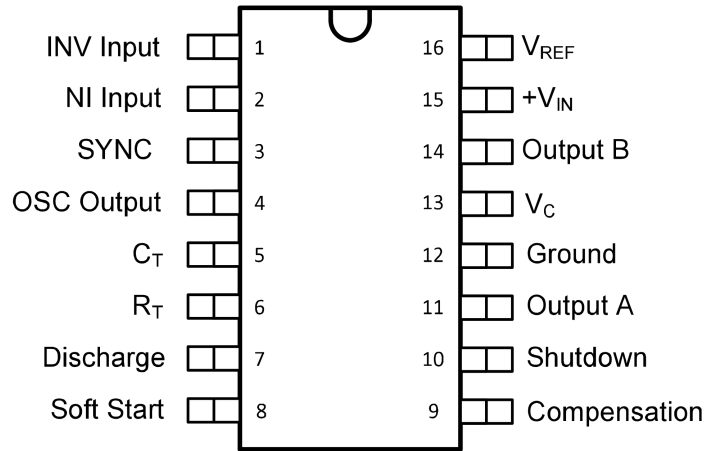 INV Input 1 16 VREF
NI Input 2 15 +VIN
SYNC 3 14 Output B
OSC Output 4 13 VC
CT 5 12 Ground
RT 6 11 Output A
Discharge 7 10 Shutdown
Soft Start 8 9 Compensation